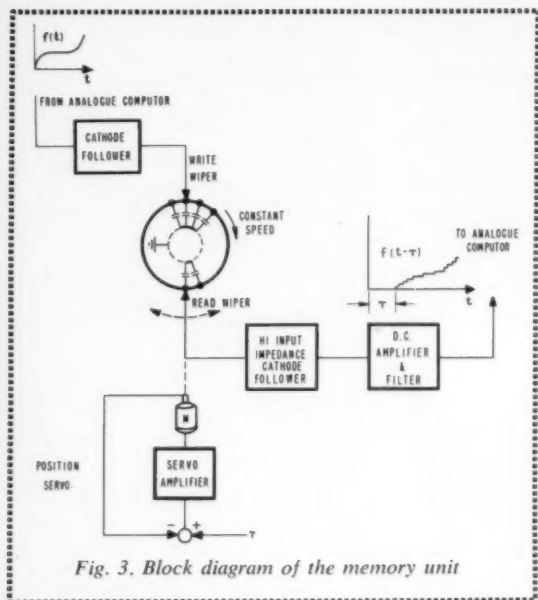 f(t)
t
FROM ANALOGUE COMPUTOR
CATHODE
FOLLOWER
WRITE
WIPER
CONSTANT
SPEED
TO ANALOGUE
COMPUTOR
f(t-τ)
τ
t
READ WIPER
HI INPUT
IMPEDANCE
CATHODE
FOLLOWER
D.C.
AMPLIFIER
&
FILTER
M
POSITION
SERVO
SERVO
AMPLIFIER
- +
τ
Fig. 3. Block diagram of the memory unit